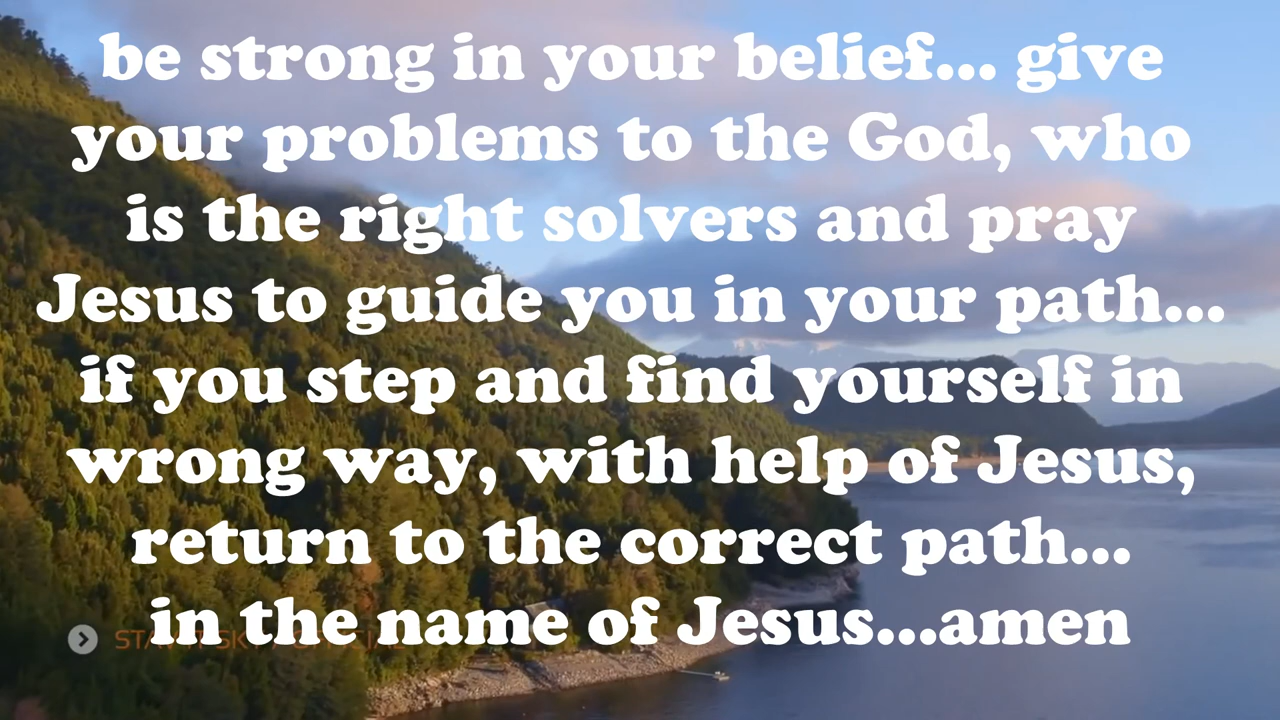 be strong in your belief... give
your problems to the God, who
is the right solvers and pray
Jesus to guide you in your path...
if you step and find yourself in
wrong way, with help of Jesus,
return to the correct path...
in the name of Jesus...amen